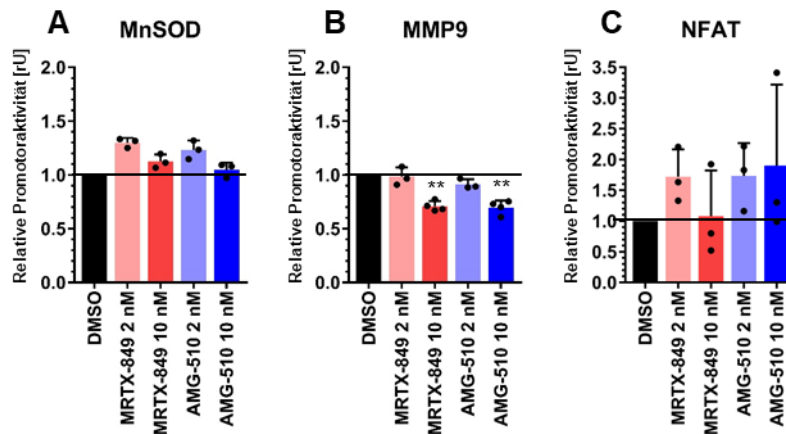 A
MnSOD
Relative Promotoraktivität [rU]
2.0
1.5
1.0
0.5
0.0
DMSO
MRTX-849 2 nM
MRTX-849 10 nM
AMG-510 2 nM
AMG-510 10 nM
B
MMP9
Relative Promotoraktivität [rU]
2.0
1.5
1.0
0.5
0.0
**
**
DMSO
MRTX-849 2 nM
MRTX-849 10 nM
AMG-510 2 nM
AMG-510 10 nM
C
NFAT
Relative Promotoraktivität [rU]
3.5
3.0
2.5
2.0
1.5
1.0
0.5
0.0
DMSO
MRTX-849 2 nM
MRTX-849 10 nM
AMG-510 2 nM
AMG-510 10 nM